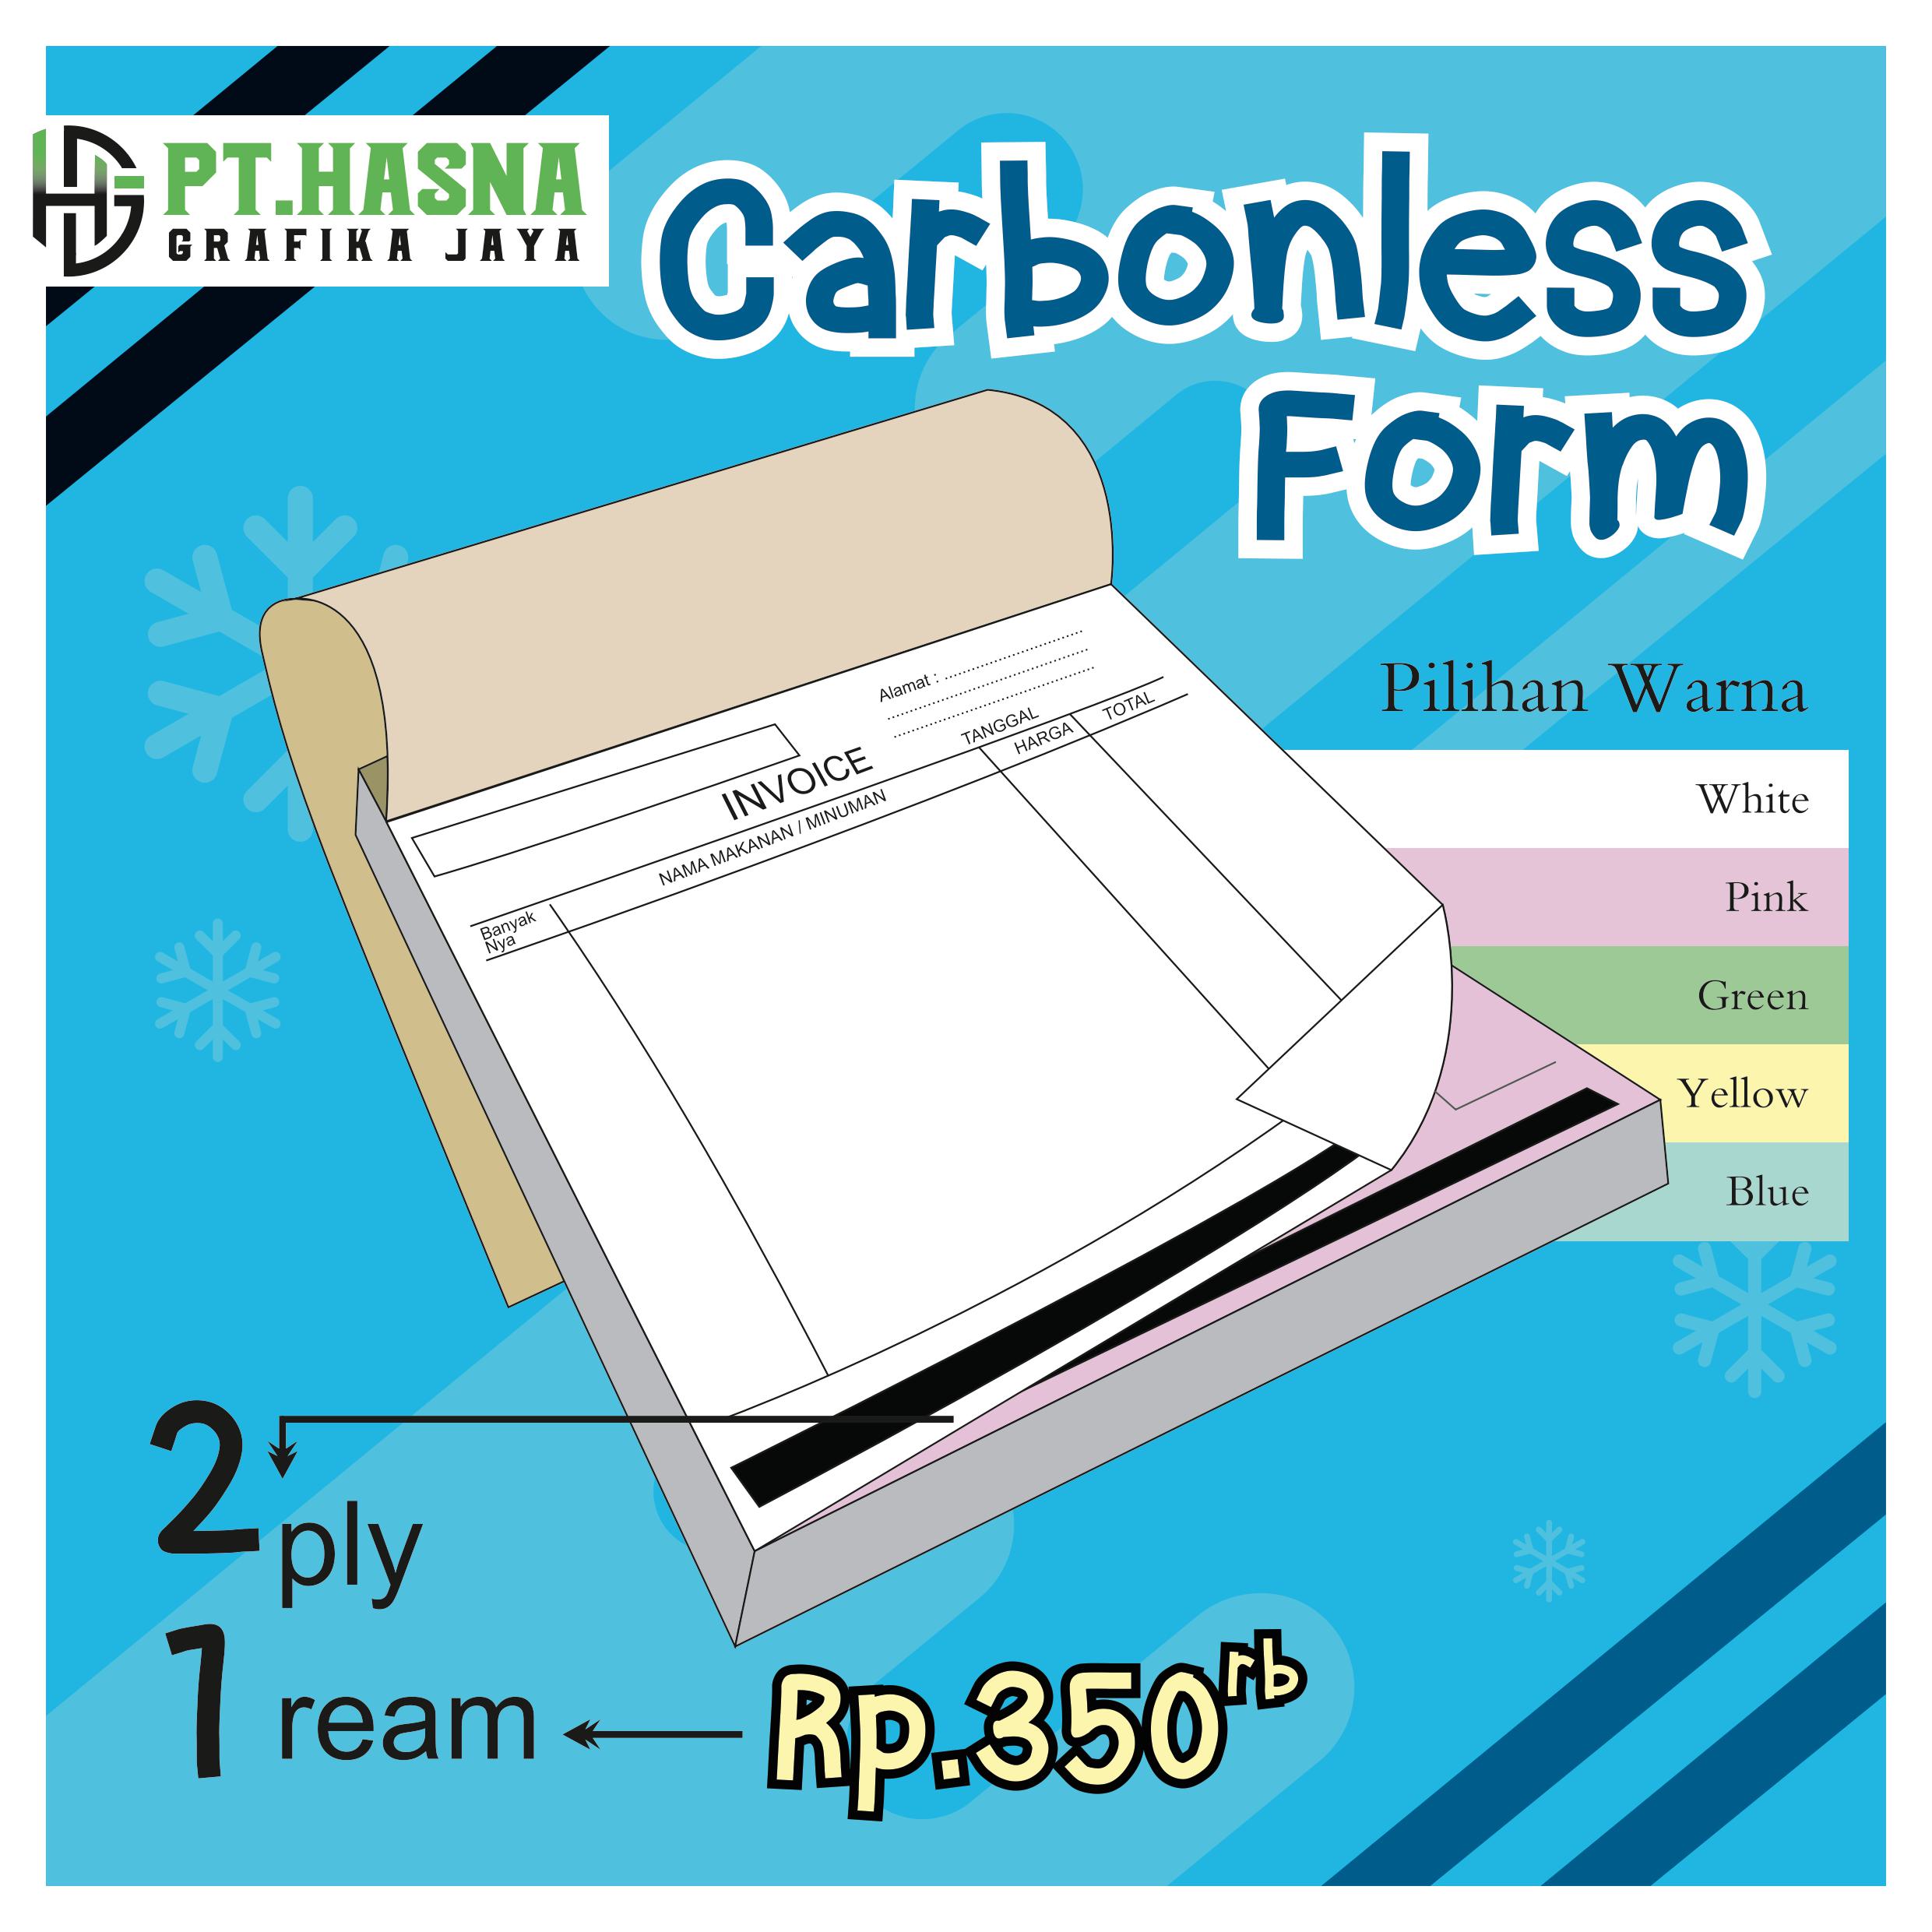 PT.HASNA
GRAFIKA JAYA
Carbonless
Form
Pilihan Warna
White
Pink
Green
Yellow
Blue
Alamat :
INVOICE
TANGGAL
Banyak
Nya
NAMA MAKANAN / MINUMAN
HARGA
TOTAL
2 ply
1 ream
Rp.350rb